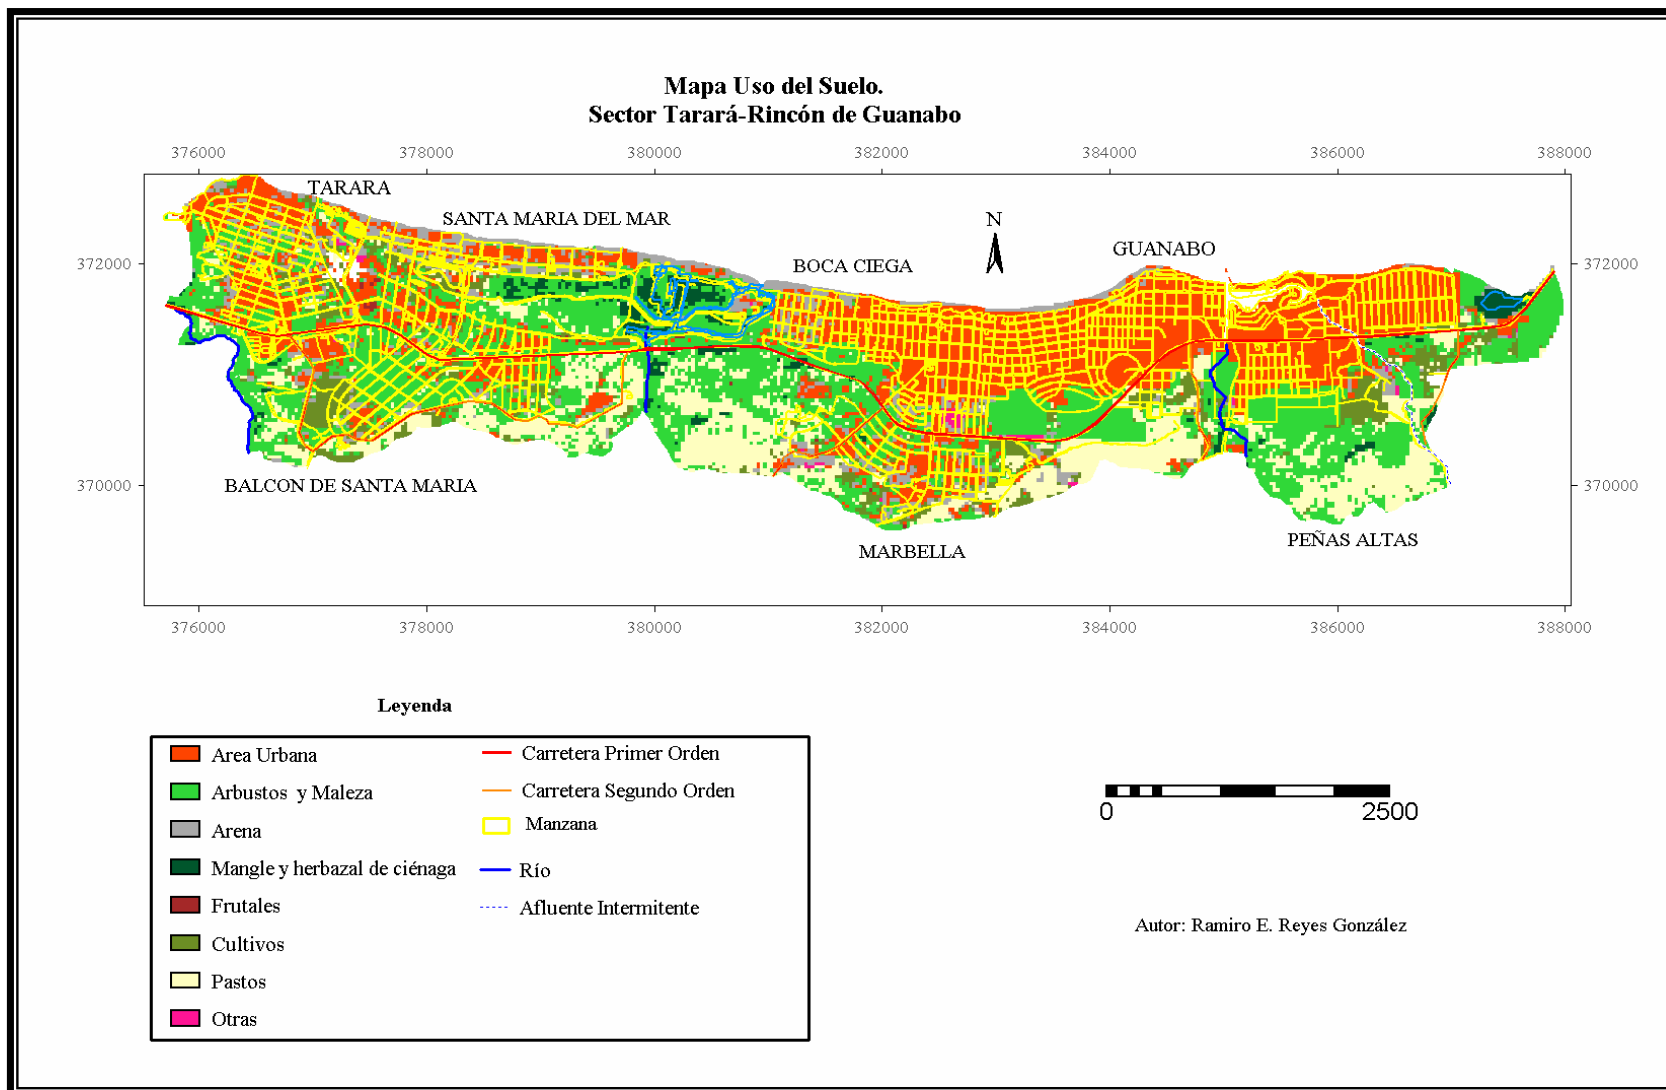 Mapa Uso del Suelo.
Sector Tarará-Rincón de Guanabo
376000 378000 380000 382000 384000 386000 388000
TARARA
SANTA MARIA DEL MAR
N
GUANABO
BOCA CIEGA
372000 372000
370000 370000
BALCON DE SANTA MARIA
PEÑAS ALTAS
MARBELLA
376000 378000 380000 382000 384000 386000 388000
Leyenda
Area Urbana
Arbustos y Maleza
Arena
Mangle y herbazal de ciénaga
Frutales
Cultivos
Pastos
Otras
Carretera Primer Orden
Carretera Segundo Orden
Manzana
Río
Afluente Intermitente
0 2500
Autor: Ramiro E. Reyes González